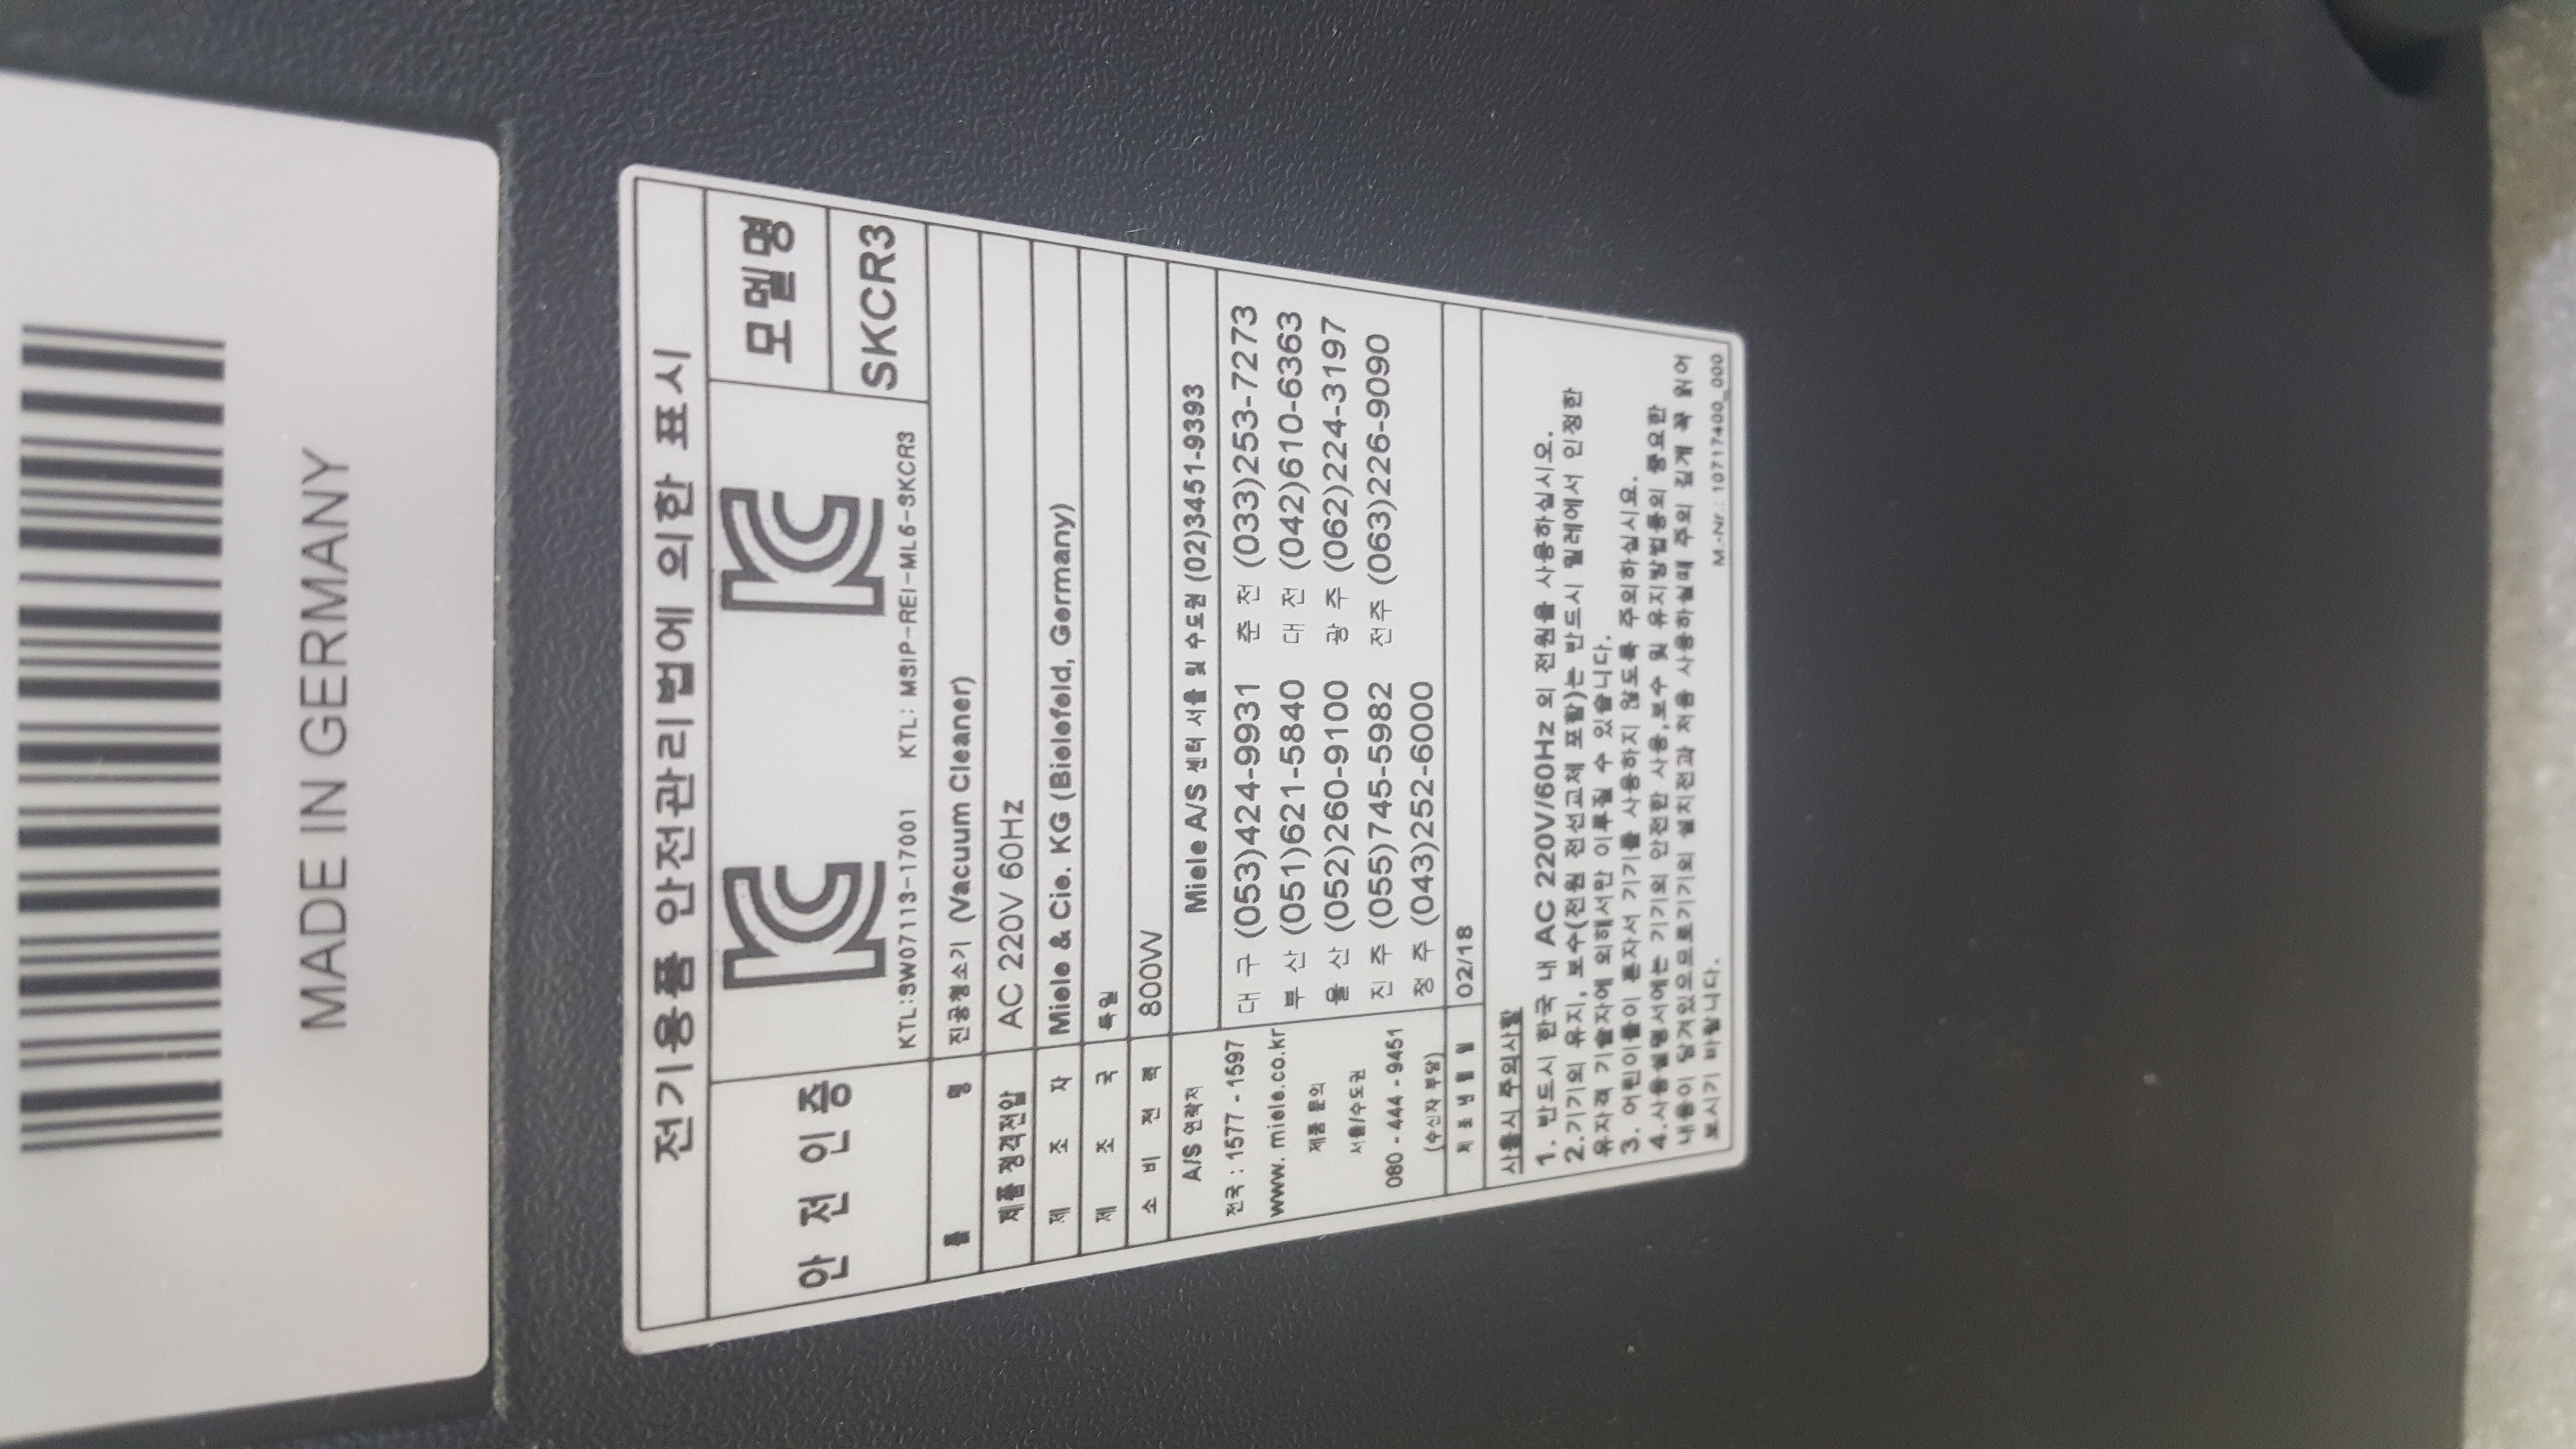 MADE IN GERMANY
전기용품 안전관리법에 의한 표시
안 전 인 증
모델명
SKCR3
KTL:SW07113-17001
KTL: MSIP-REI-ML6-SKCR3
품 명 진공청소기 (Vacuum Cleaner)
제품 정격전압 AC 220V 60Hz
제 조 자 Miele & Cie. KG (Bielefeld, Germany)
제 조 국 독일
소 비 전 력 800W
A/S 연락처
전국 : 1577 - 1597
www. miele.co.kr
제품 문의
서울/수도권
080 - 444 - 9451
(수신자 부담)
Miele A/S 센터 서울 및 수도권 (02)3451-9393
대 구 (053)424-9931 춘 천 (033)253-7273
부 산 (051)621-5840 대 전 (042)610-6363
울 산 (052)260-9100 광 주 (062)224-3197
진 주 (055)745-5982 전주 (063)226-9090
청 주 (043)252-6000
제 조 년 월 일 02/18
사용시 주의사항
1. 반드시 한국 내 AC 220V/60Hz 의 전원을 사용하십시오.
2.기기의 유지, 보수(전원 전선교체 포함)는 반드시 밀레에서 인정한
유자격 기술자에 의해서만 이루질 수 있습니다.
3. 어린이들이 혼자서 기기를 사용하지 않도록 주의하십시요.
4.사용설명서에는 기기의 안전한 사용,보수 및 유지방법등의 중요한
내용이 담겨있으므로기기의 설치전과 처음 사용하실때 주의 깊게 꼭 읽어
보시기 바랍니다.
M.-Nr.: 10717400_000